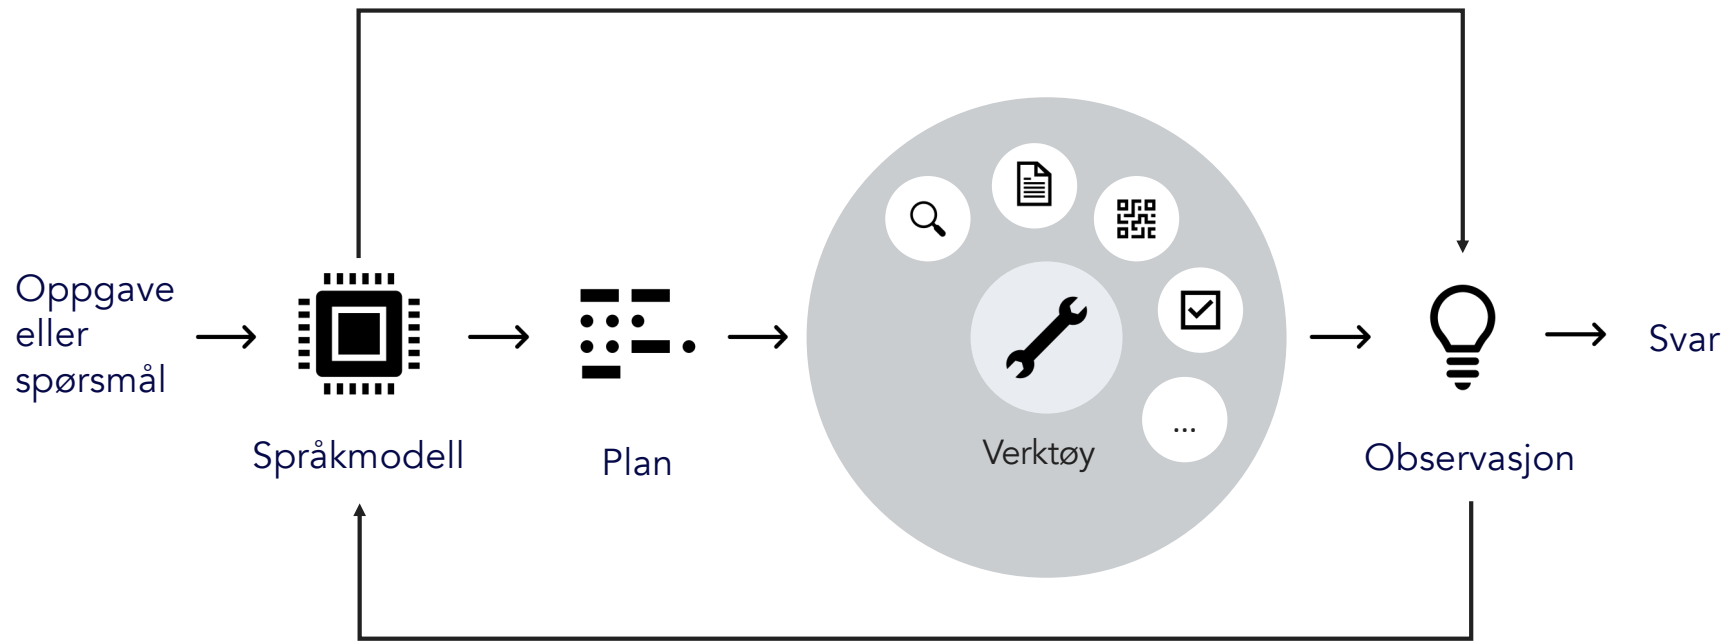 Oppgave
eller
spørsmål
Språkmodell
Plan
Verktøy
...
Observasjon
Svar